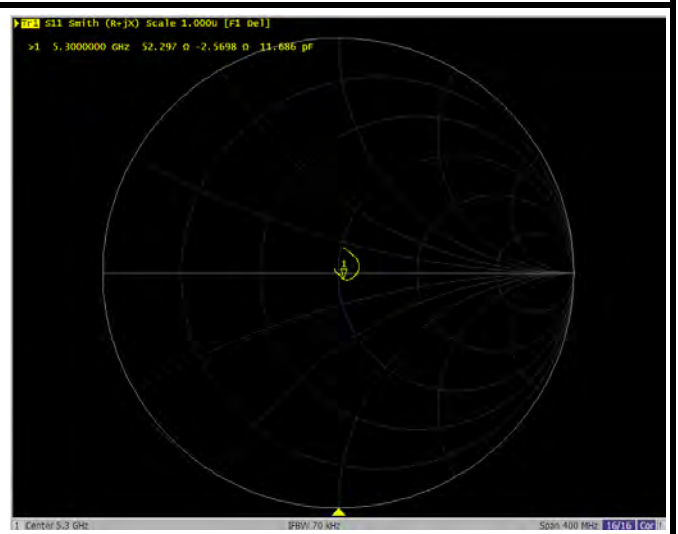 Tr1 S11 Smith (R+jX) Scale 1.000U [F1 Del]
>1 5.3000000 GHz 52.297 Ω -2.5698 Ω 11.686 pF
1
1 Center 5.3 GHz IFBW 70 kHz Span 400 MHz 16/16 Cor !